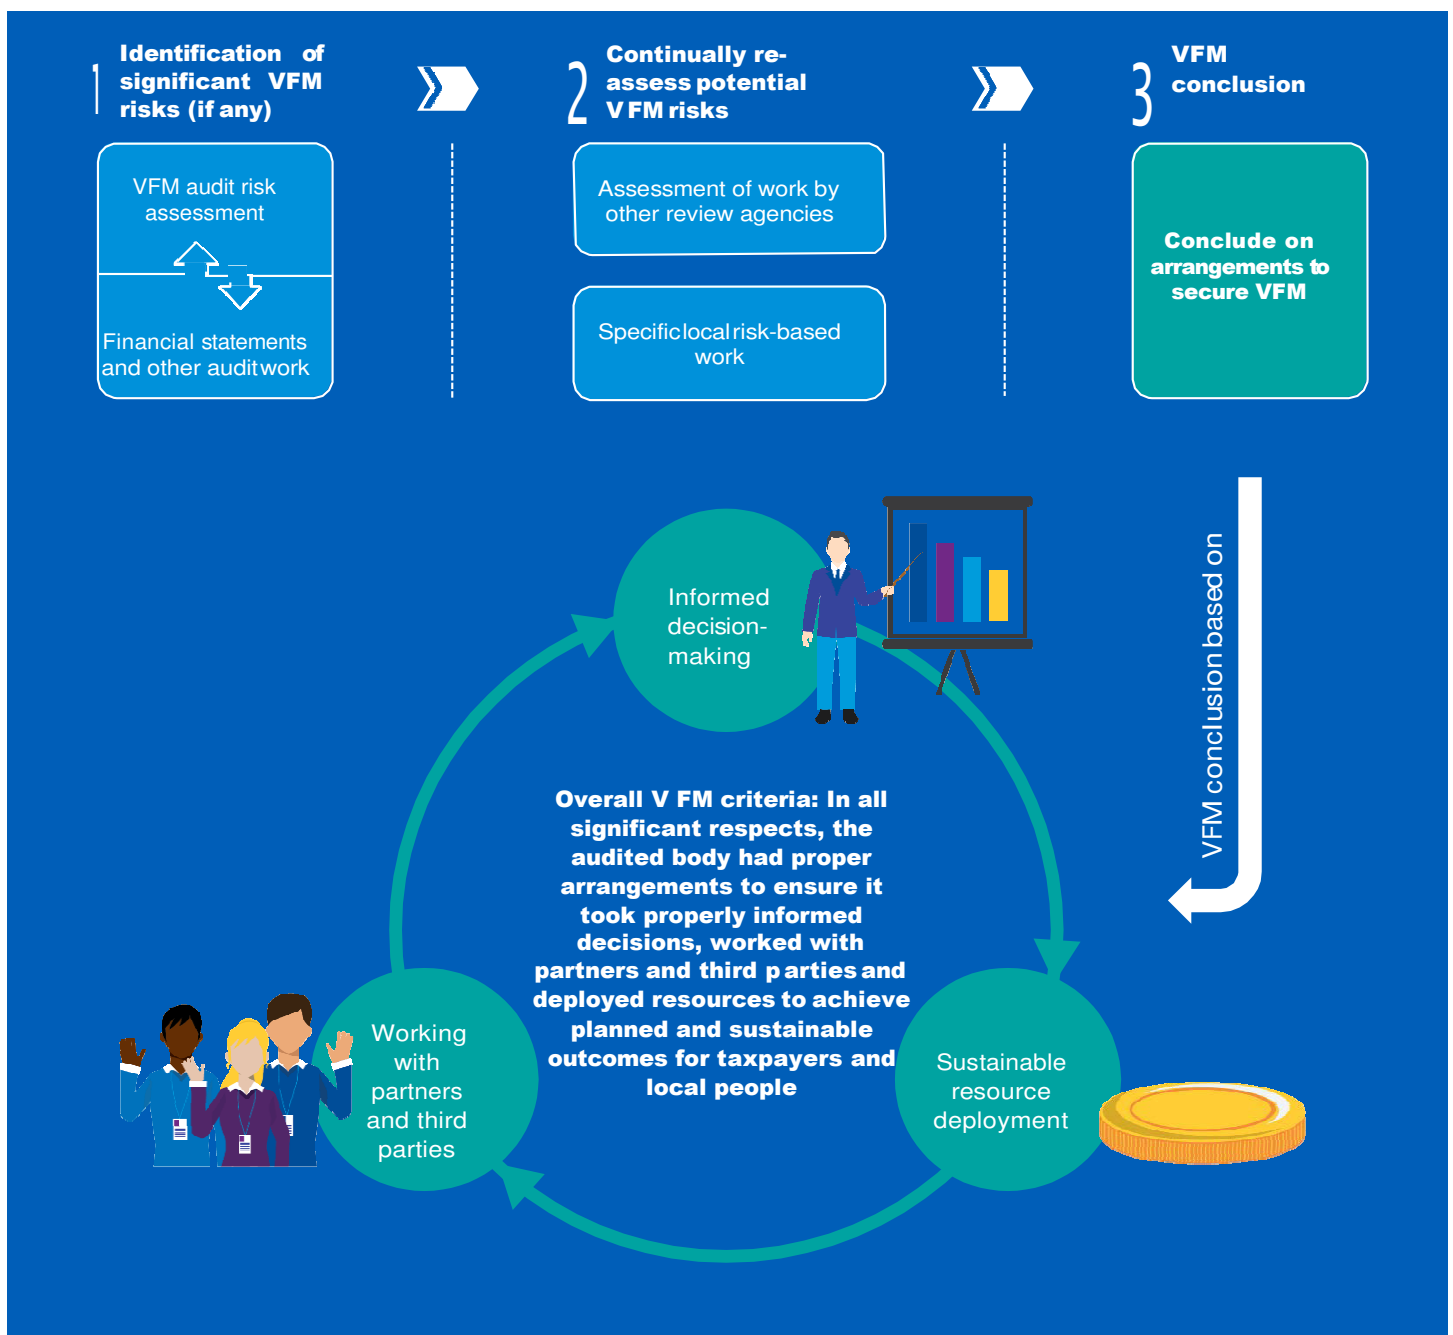 1
Identification of
significant VFM
risks (if any)
2
Continually re-
assess potential
V FM risks
3
VFM
conclusion
VFM audit risk
assessment
Financial statements
and other audit work
Assessment of work by
other review agencies
Specific local risk-based
work
Conclude on
arrangements to
secure VFM
VFM conclusion based on
Informed
decision-
making
Overall V FM criteria: In all
significant respects, the
audited body had proper
arrangements to ensure it
took properly informed
decisions, worked with
partners and third p arties and
deployed resources to achieve
planned and sustainable
outcomes for taxpayers and
local people
Working
with
partners
and third
parties
Sustainable
resource
deployment